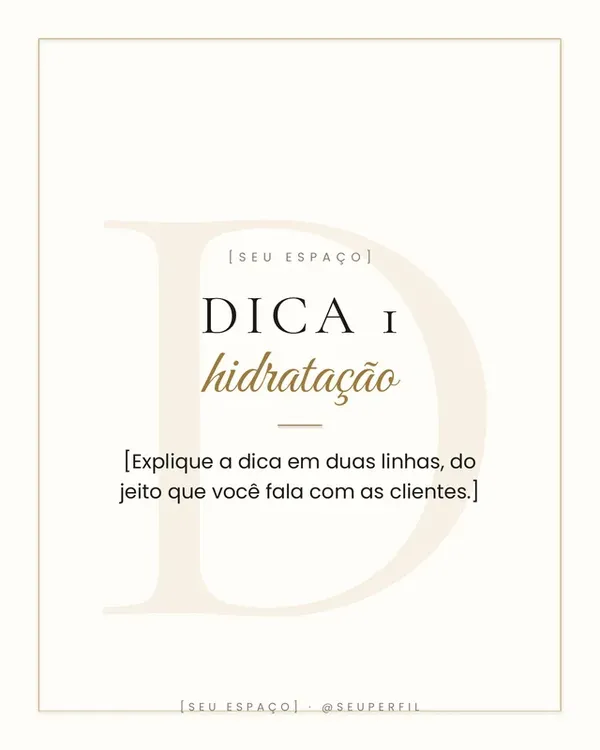 D
[SEU ESPAÇO]
DICA 1
hidratação
[Explique a dica em duas linhas, do
jeito que você fala com as clientes.]
[SEU ESPAÇO] · @SEUPERFIL